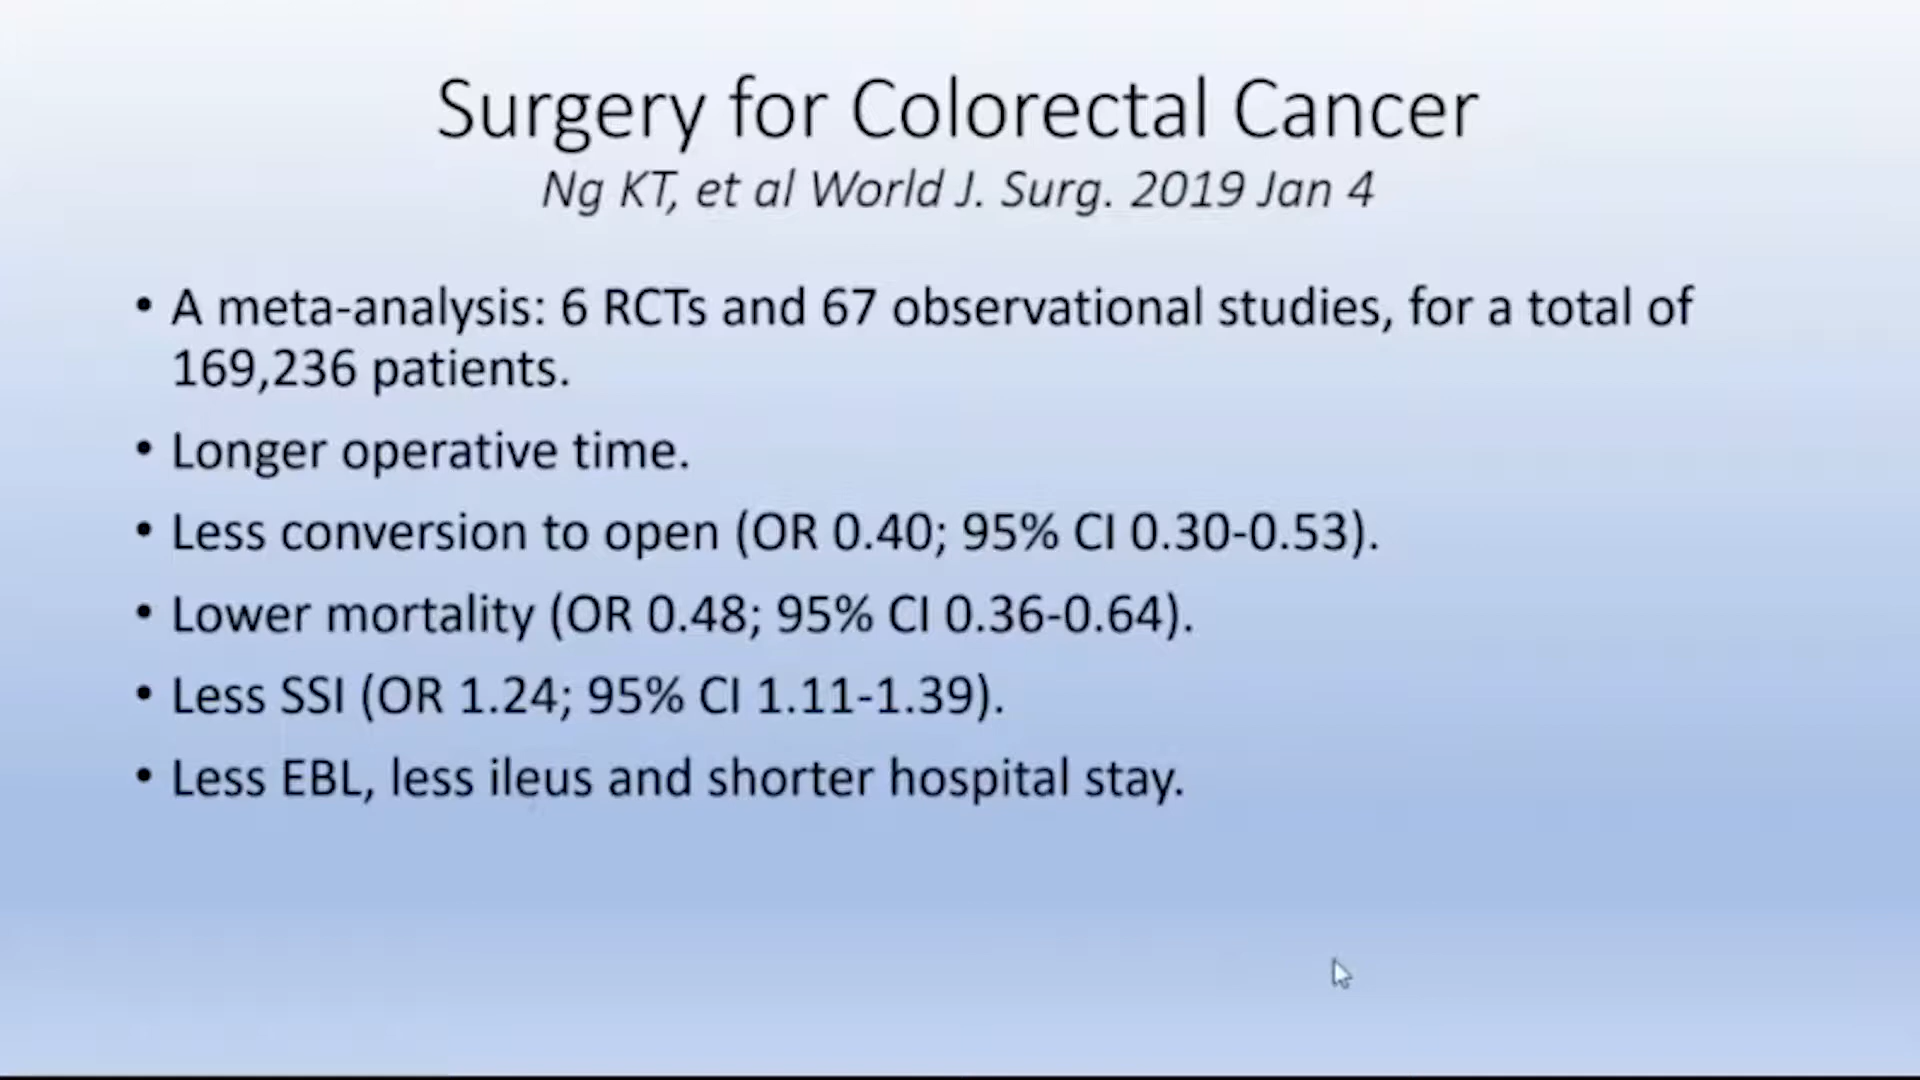 Surgery for Colorectal Cancer
Ng KT, et al World J. Surg. 2019 Jan 4
• A meta-analysis: 6 RCTs and 67 observational studies, for a total of
169,236 patients.
• Longer operative time.
• Less conversion to open (OR 0.40; 95% CI 0.30-0.53).
• Lower mortality (OR 0.48; 95% CI 0.36-0.64).
• Less SSI (OR 1.24; 95% CI 1.11-1.39).
• Less EBL, less ileus and shorter hospital stay.